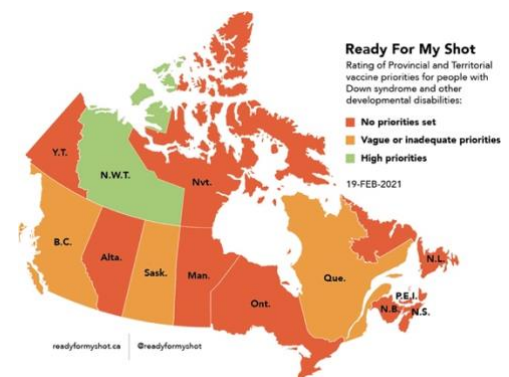 Ready For My Shot
Rating of Provincial and Territorial
vaccine priorities for people with
Down syndrome and other
developmental disabilities:
No priorities set
Vague or inadequate priorities
High priorities
19-FEB-2021
Y.T.
N.W.T.
Nvt.
B.C.
Alta.
Sask.
Man.
Ont.
Que.
N.L.
P.E.I.
N.B.
N.S.
readyformyshot.ca | @readyformyshot